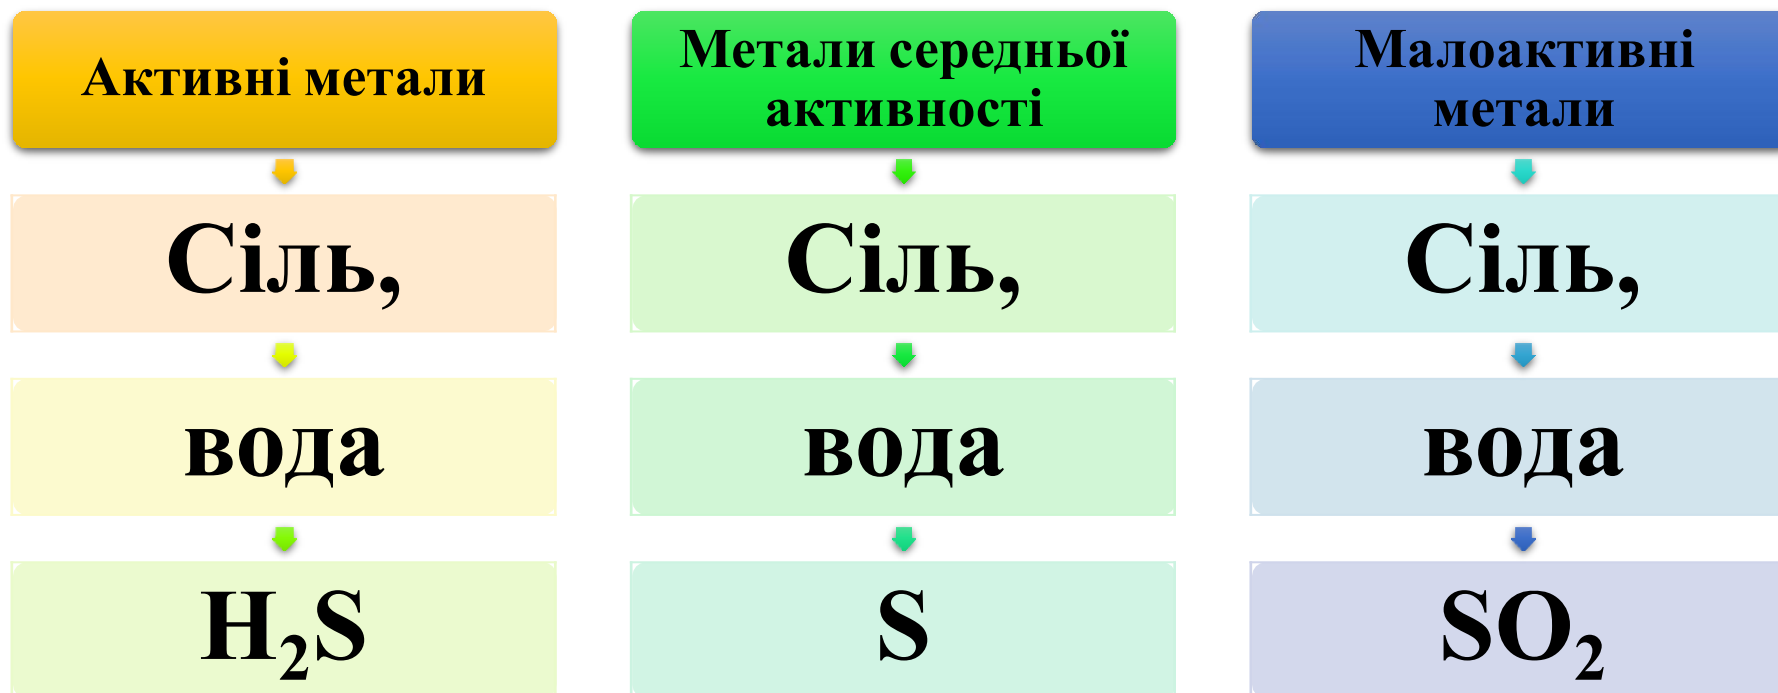 Активні метали
Сіль,
вода
H₂S
Метали середньої
активності
Сіль,
вода
S
Малоактивні
метали
Сіль,
вода
SO₂